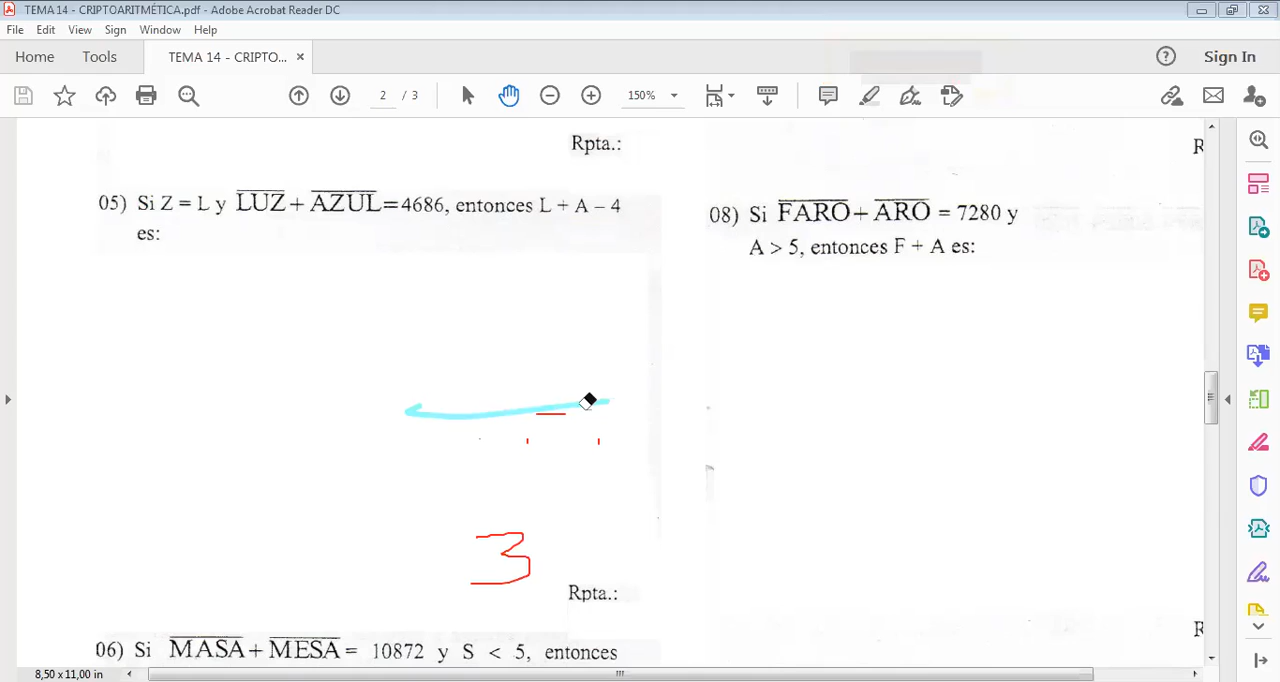 TEMA 14 - CRIPTOARITMÉTICA.pdf - Adobe Acrobat Reader DC
File Edit View Sign Window Help
Home Tools TEMA 14 - CRIPTO... × Sign In
2 / 3 150%
Rpta.:
05) Si Z = L y LUZ + AZUL = 4686, entonces L + A – 4
es:
3
Rpta.:
06) Si MASA + MESA = 10872 y S < 5, entonces
R
08) Si FARO + ARO = 7280 y
A > 5, entonces F + A es:
R
8,50 x 11,00 in